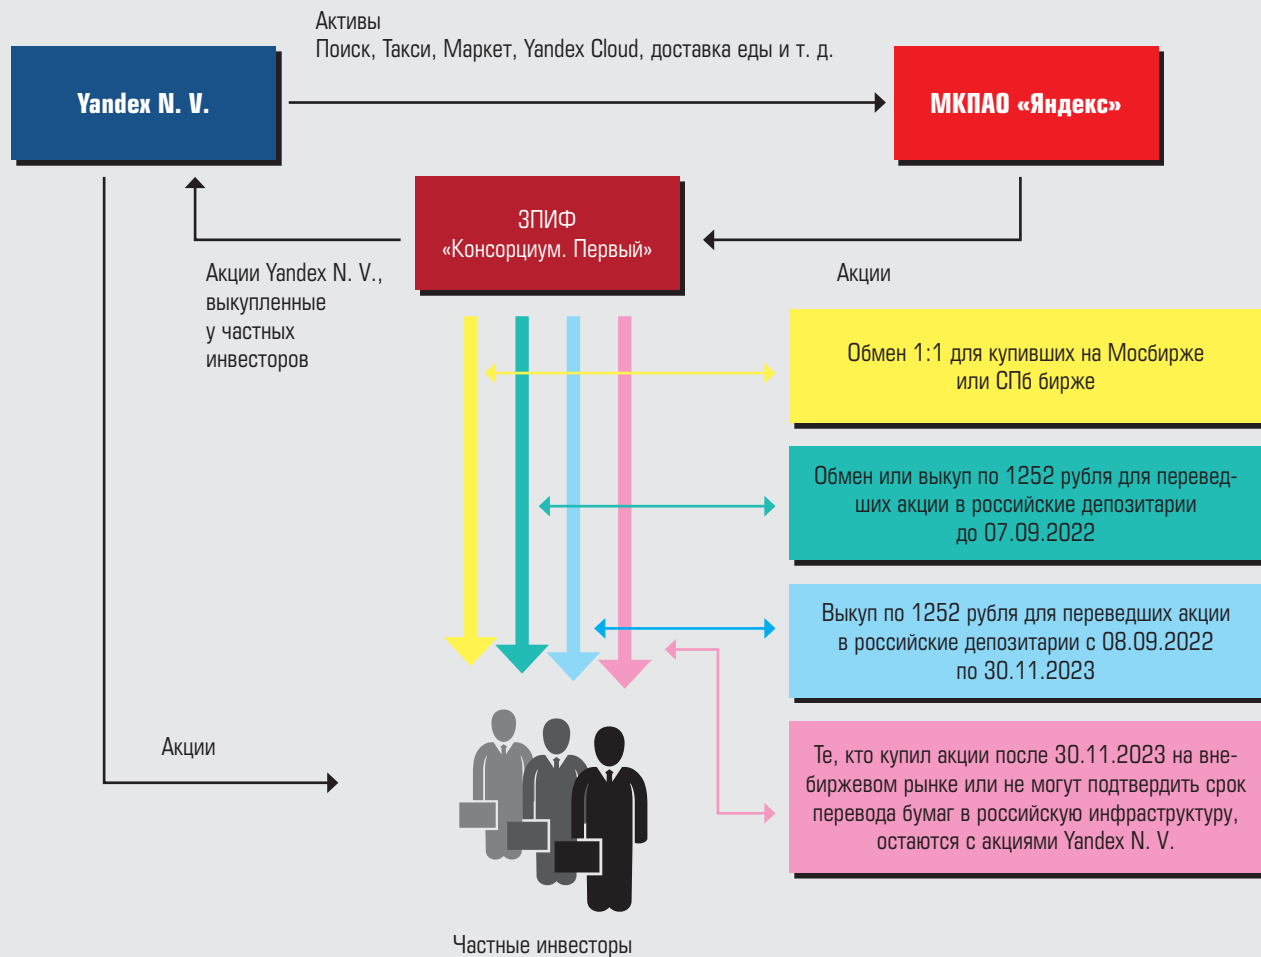 Активы
Поиск, Такси, Маркет, Yandex Cloud, доставка еды и т. д.
Yandex N. V.
МКПАО «Яндекс»
ЗПИФ
«Консорциум. Первый»
Акции Yandex N. V.,
выкупленные
у частных
инвесторов
Акции
Обмен 1:1 для купивших на Мосбирже
или СПб бирже
Обмен или выкуп по 1252 рубля для перевед-
ших акции в российские депозитарии
до 07.09.2022
Выкуп по 1252 рубля для переведших акции
в российские депозитарии с 08.09.2022
по 30.11.2023
Те, кто купил акции после 30.11.2023 на вне-
биржевом рынке или не могут подтвердить срок
перевода бумаг в российскую инфраструктуру,
остаются с акциями Yandex N. V.
Акции
Частные инвесторы